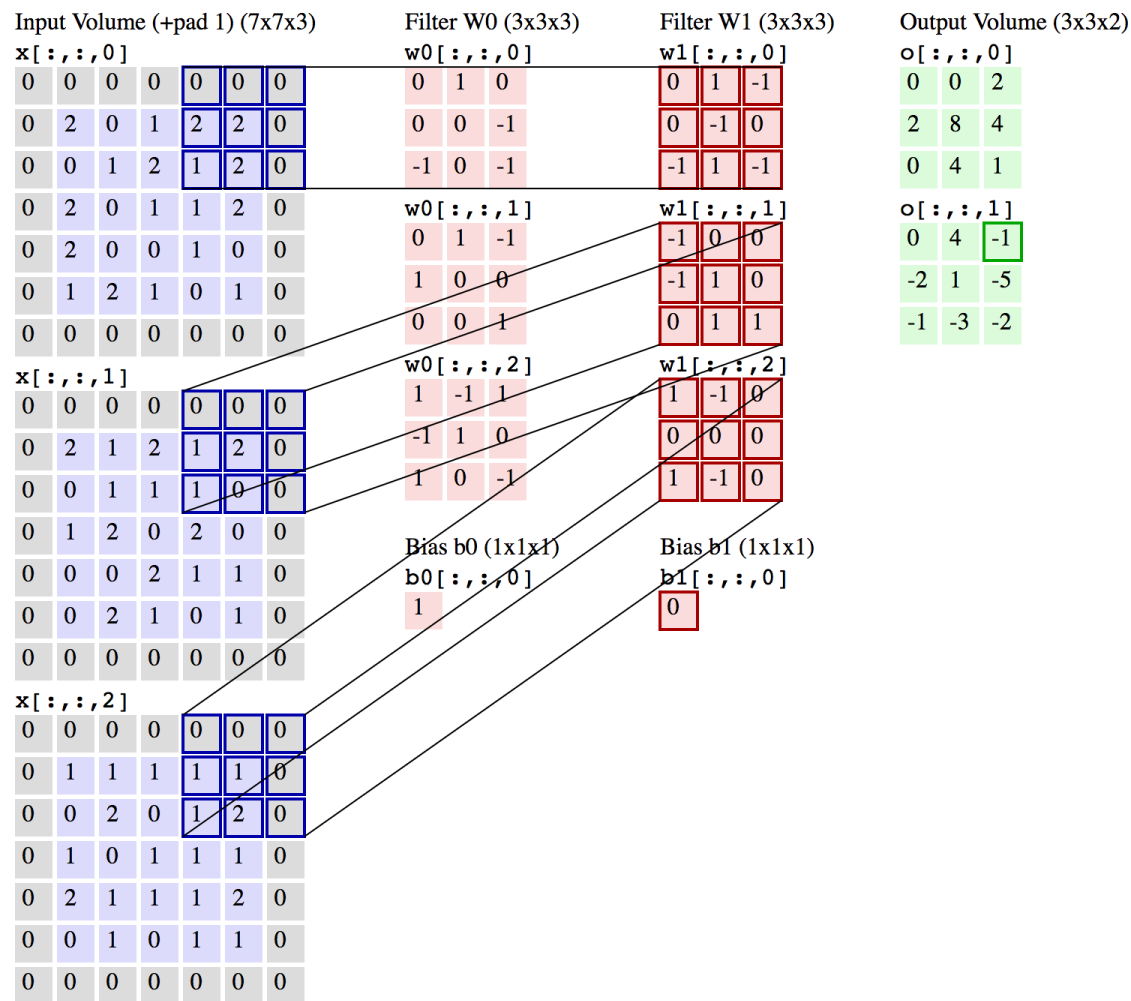 Input Volume (+pad 1) (7x7x3)
x[:,:,0]
0 0 0 0 0 0 0
0 2 0 1 2 2 0
0 0 1 2 1 2 0
0 2 0 1 1 2 0
0 2 0 0 1 0 0
0 1 2 1 0 1 0
0 0 0 0 0 0 0
x[:,:,1]
0 0 0 0 0 0 0
0 2 1 2 1 2 0
0 0 1 1 1 0 0
0 1 2 0 2 0 0
0 0 0 2 1 1 0
0 0 2 1 0 1 0
0 0 0 0 0 0 0
x[:,:,2]
0 0 0 0 0 0 0
0 1 1 1 1 1 0
0 0 2 0 1 2 0
0 1 0 1 1 1 0
0 2 1 1 1 2 0
0 0 1 0 1 1 0
0 0 0 0 0 0 0
Filter W0 (3x3x3)
w0[:,:,0]
0 1 0
0 0 -1
-1 0 -1
w0[:,:,1]
0 1 -1
1 0 0
0 0 1
w0[:,:,2]
1 -1 1
-1 1 0
1 0 -1
Bias b0 (1x1x1)
b0[:,:,0]
1
Filter W1 (3x3x3)
w1[:,:,0]
0 1 -1
0 -1 0
-1 1 -1
w1[:,:,1]
-1 0 0
-1 1 0
0 1 1
w1[:,:,2]
1 -1 0
0 0 0
1 -1 0
Bias b1 (1x1x1)
b1[:,:,0]
0
Output Volume (3x3x2)
o[:,:,0]
0 0 2
2 8 4
0 4 1
o[:,:,1]
0 4 -1
-2 1 -5
-1 -3 -2